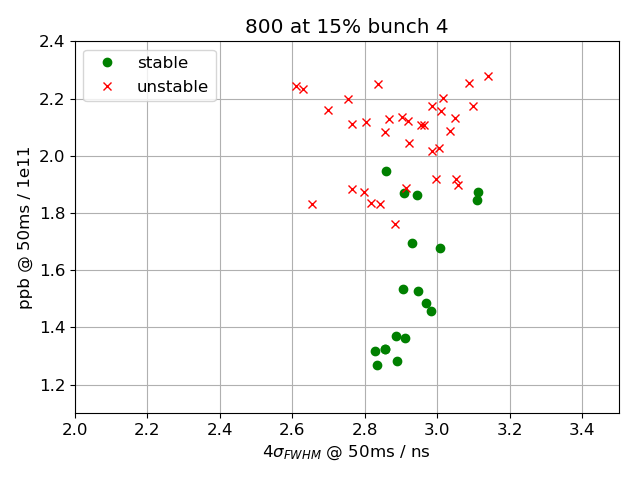 800 at 15% bunch 4
stable
unstable
2.4
2.2
2.0
1.8
1.6
1.4
1.2
ppb @ 50ms / 1e11
2.0 2.2 2.4 2.6 2.8 3.0 3.2 3.4
4σFWHM @ 50ms / ns